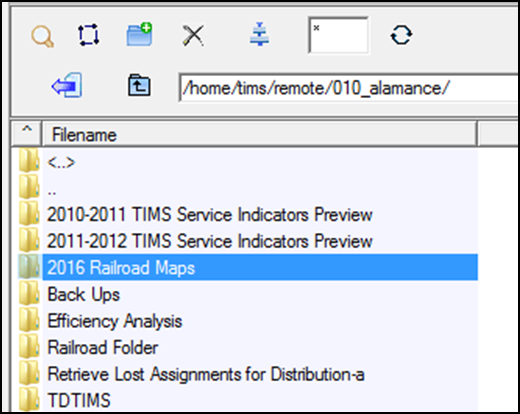 *
/home/tims/remote/010_alamance/
^ Filename
<..>
..
2010-2011 TIMS Service Indicators Preview
2011-2012 TIMS Service Indicators Preview
2016 Railroad Maps
Back Ups
Efficiency Analysis
Railroad Folder
Retrieve Lost Assignments for Distribution-a
TDTIMS